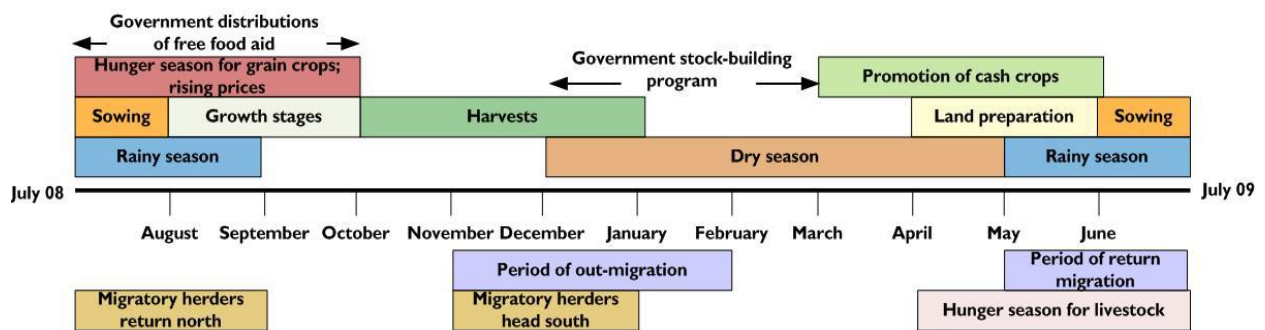 Government distributions
of free food aid
Government stock-building
program
Hunger season for grain crops;
rising prices
Promotion of cash crops
Sowing
Growth stages
Harvests
Land preparation
Sowing
Rainy season
Dry season
Rainy season
July 08
July 09
August
September
October
November
December
January
February
March
April
May
June
Period of out-migration
Period of return
migration
Migratory herders
return north
Migratory herders
head south
Hunger season for livestock